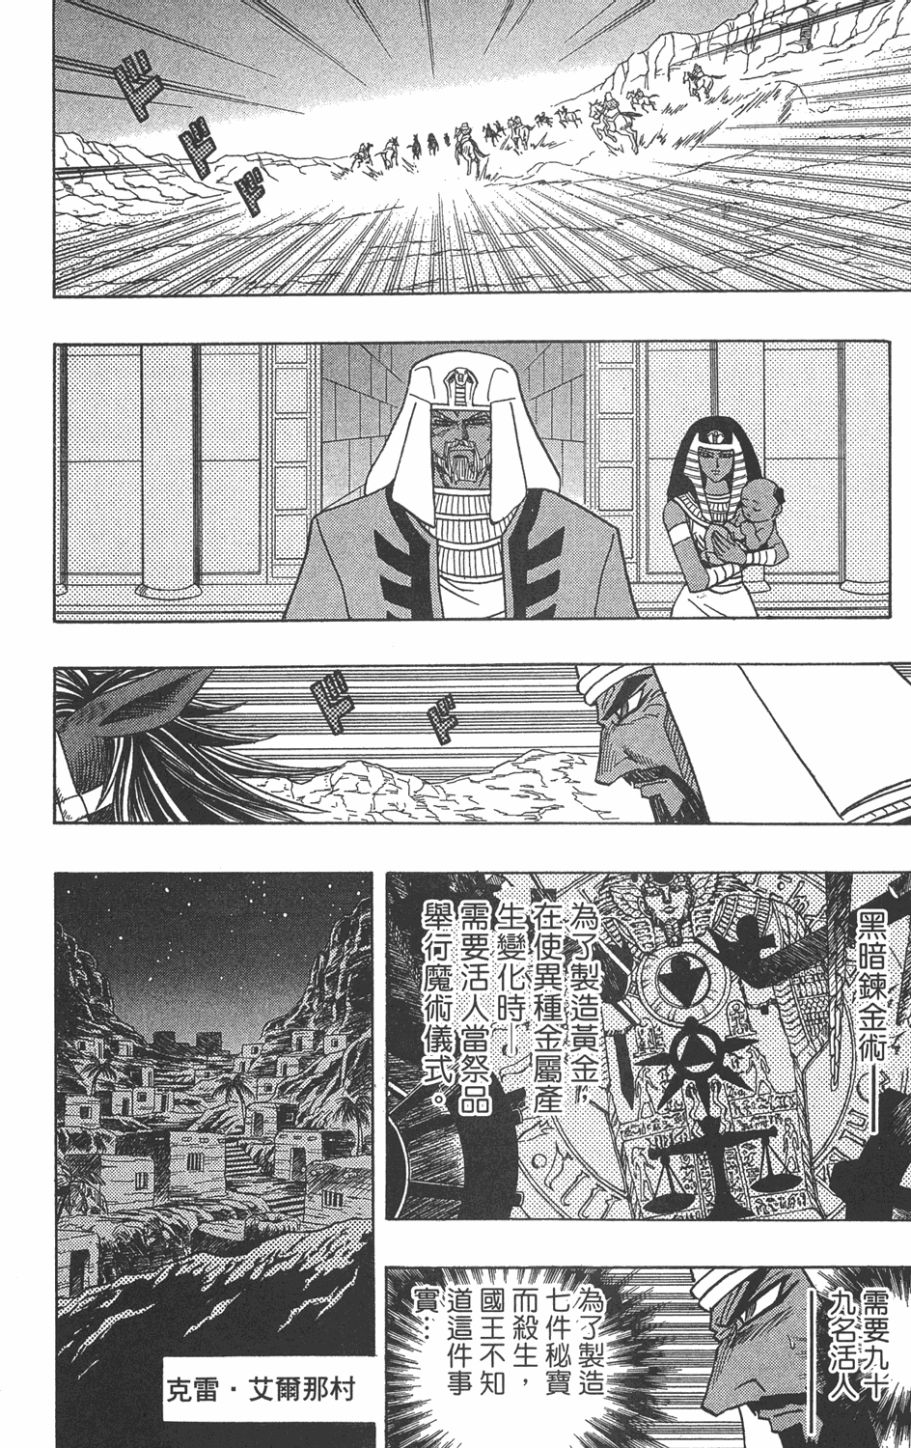 ド
ド
ド
ド
ド
黑暗鍊金術——
為了製造黃金，
在使異種金屬產
生變化時—
需要活人當祭品
舉行魔術儀式。
需要九十
九名活人——
為了製造
七件秘寶
而殺生，
國王不知
道這件事
實…
克雷·艾爾那村